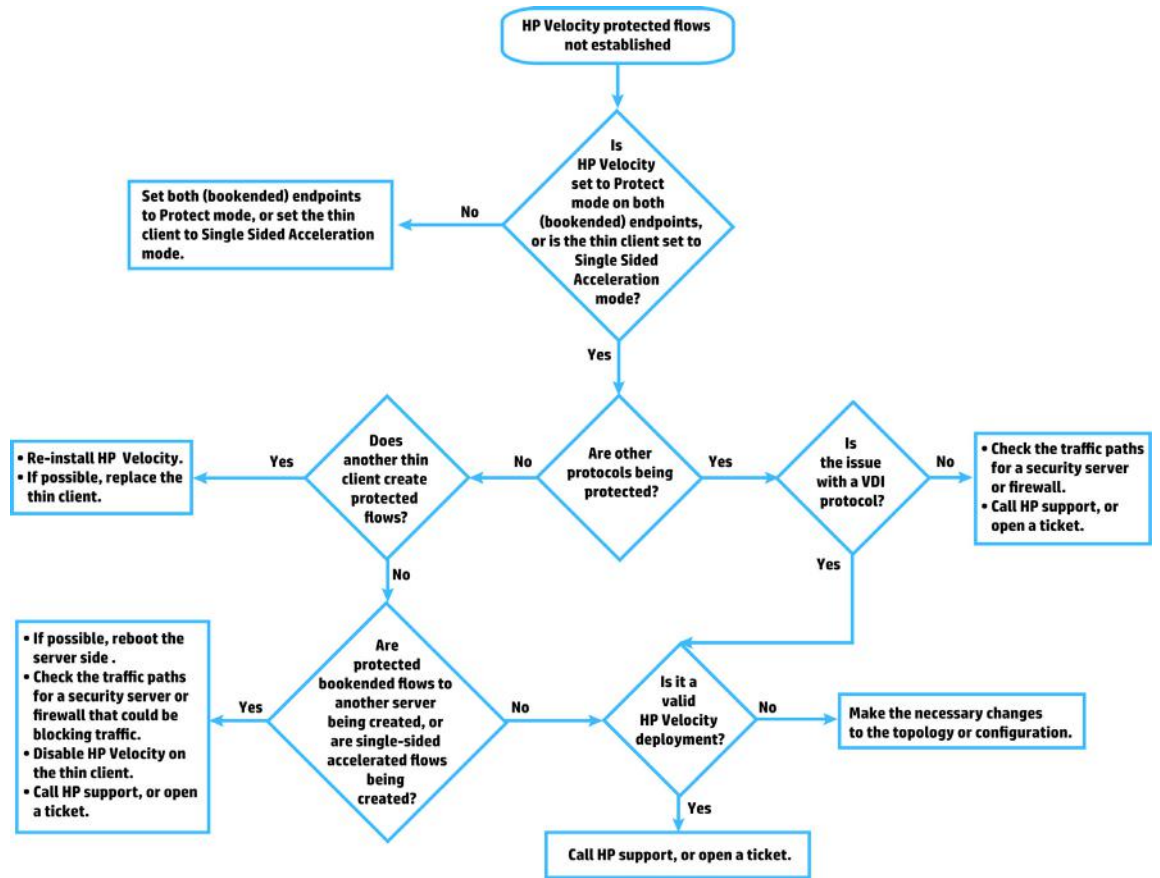 HP Velocity protected flows
not established
Is
HP Velocity
set to Protect
mode on both
(bookended) endpoints,
or is the thin client set to
Single Sided
Acceleration
mode?
No
Set both (bookended) endpoints
to Protect mode, or set the thin
client to Single Sided Acceleration
mode.
Yes
Are other
protocols being
protected?
No
Does
another thin
client create
protected
flows?
Yes
• Re-install HP Velocity.
• If possible, replace the
thin client.
Yes
Is
the issue
with a VDI
protocol?
No
• Check the traffic paths
for a security server
or firewall.
• Call HP support, or
open a ticket.
Yes
No
Are
protected
bookended flows to
another server
being created, or
are single-sided
accelerated flows
being
created?
Yes
• If possible, reboot the
server side .
• Check the traffic paths
for a security server or
firewall that could be
blocking traffic.
• Disable HP Velocity on
the thin client.
• Call HP support, or open
a ticket.
No
Is it a
valid
HP Velocity
deployment?
No
Make the necessary changes
to the topology or configuration.
Yes
Call HP support, or open a ticket.